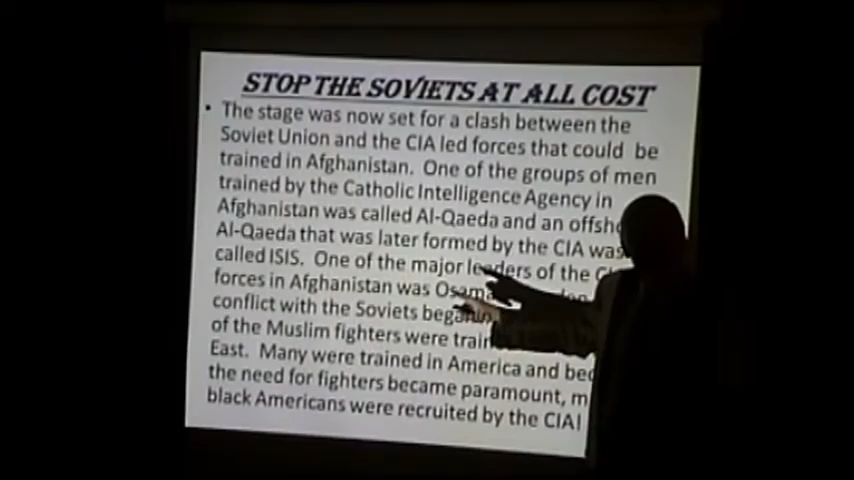 STOP THE SOVIETS AT ALL COST
• The stage was now set for a clash between the
Soviet Union and the CIA led forces that could be
trained in Afghanistan. One of the groups of men
trained by the Catholic Intelligence Agency in
Afghanistan was called Al-Qaeda and an offsh
Al-Qaeda that was later formed by the CIA was
called ISIS. One of the major leaders of the
forces in Afghanistan was Osama
conflict with the Soviets began
of the Muslim fighters were train
East. Many were trained in America and bec
the need for fighters became paramount, m
black Americans were recruited by the CIA!